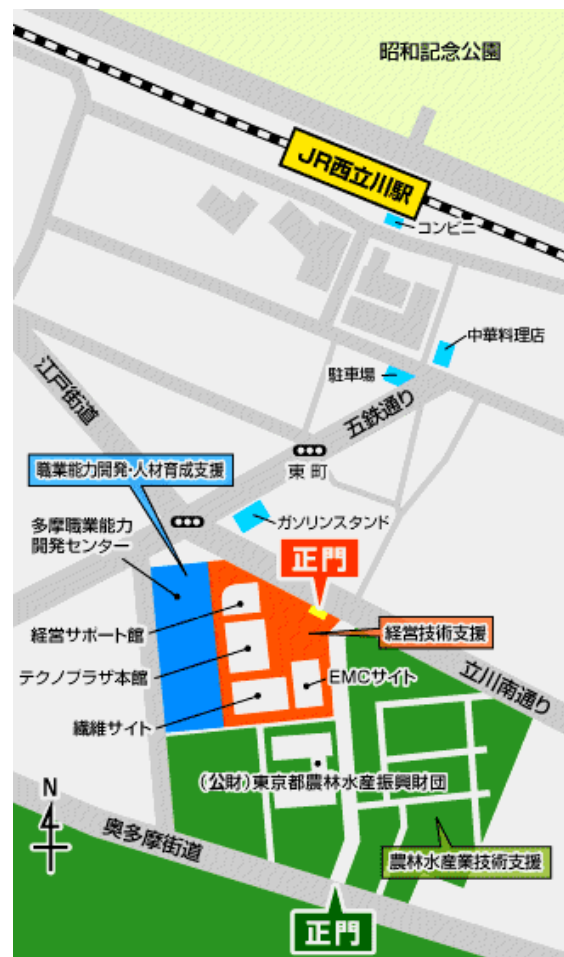 昭和記念公園
JR西立川駅
コンビニ
中華料理店
駐車場
五鉄通り
江戸街道
東町
職業能力開発・人材育成支援
ガソリンスタンド
多摩職業能力
開発センター
正門
経営サポート館
経営技術支援
テクノプラザ本館
EMCサイト
立川南通り
繊維サイト
(公財)東京都農林水産振興財団
N
奥多摩街道
農林水産業技術支援
正門